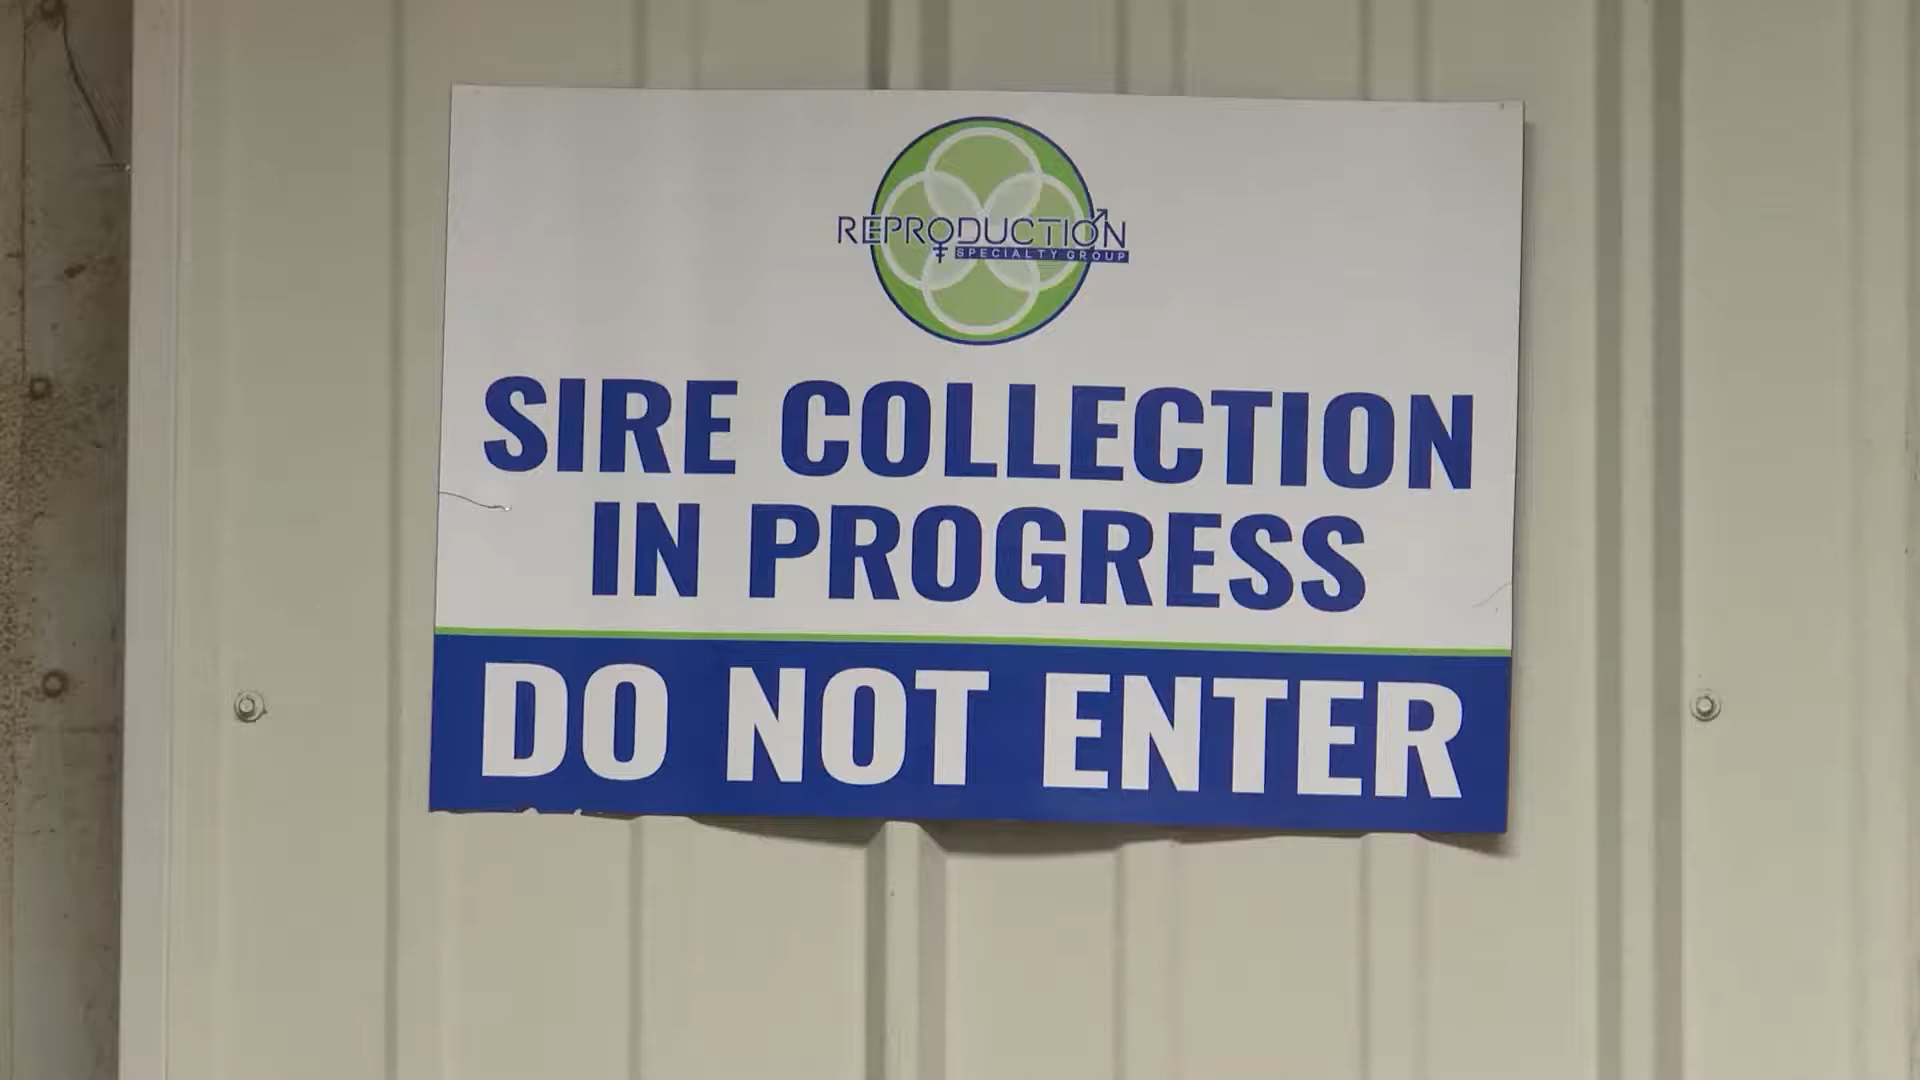 REPRODUCTION
SPECIALTY GROUP
SIRE COLLECTION
IN PROGRESS
DO NOT ENTER